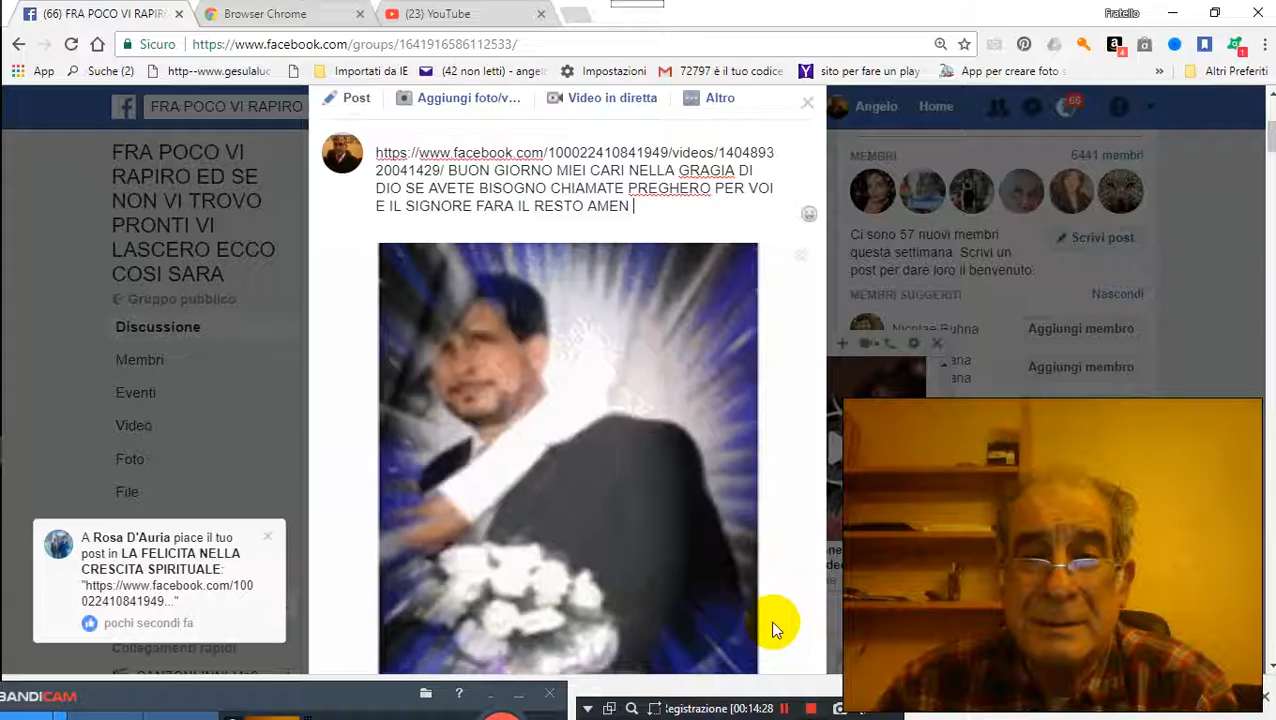 (66) FRA POCO VI RAPIRO
Browser Chrome
(23) YouTube
Fratello
Sicuro
https://www.facebook.com/groups/1641916586112533/
App
Suche (2)
http--www.gesulaluc
Importati da IE
(42 non letti) - angel
Impostazioni
72797 è il tuo codice
sito per fare un play
App per creare foto s
Altri Preferiti
FRA POCO VI RAPIRO
Angelo
Home
66
Post
Aggiungi foto/v...
Video in diretta
Altro
https://www.facebook.com/100022410841949/videos/1404893
20041429/ BUON GIORNO MIEI CARI NELLA GRAGIA DI
DIO SE AVETE BISOGNO CHIAMATE PREGHERO PER VOI
E IL SIGNORE FARA IL RESTO AMEN
FRA POCO VI
RAPIRO ED SE
NON VI TROVO
PRONTI VI
LASCERO ECCO
COSI SARA
Gruppo pubblico
Discussione
Membri
Eventi
Video
Foto
File
A Rosa D'Auria piace il tuo
post in LA FELICITA NELLA
CRESCITA SPIRITUALE:
"https://www.facebook.com/100
022410841949..."
pochi secondi fa
Collegamenti rapidi
MEMBRI
6441 membri
Ci sono 57 nuovi membri
questa settimana. Scrivi un
post per dare loro il benvenuto.
Scrivi post
MEMBRI SUGGERITI
Nascondi
Aggiungi membro
Aggiungi membro
BANDICAM
Registrazione [00:14:28]